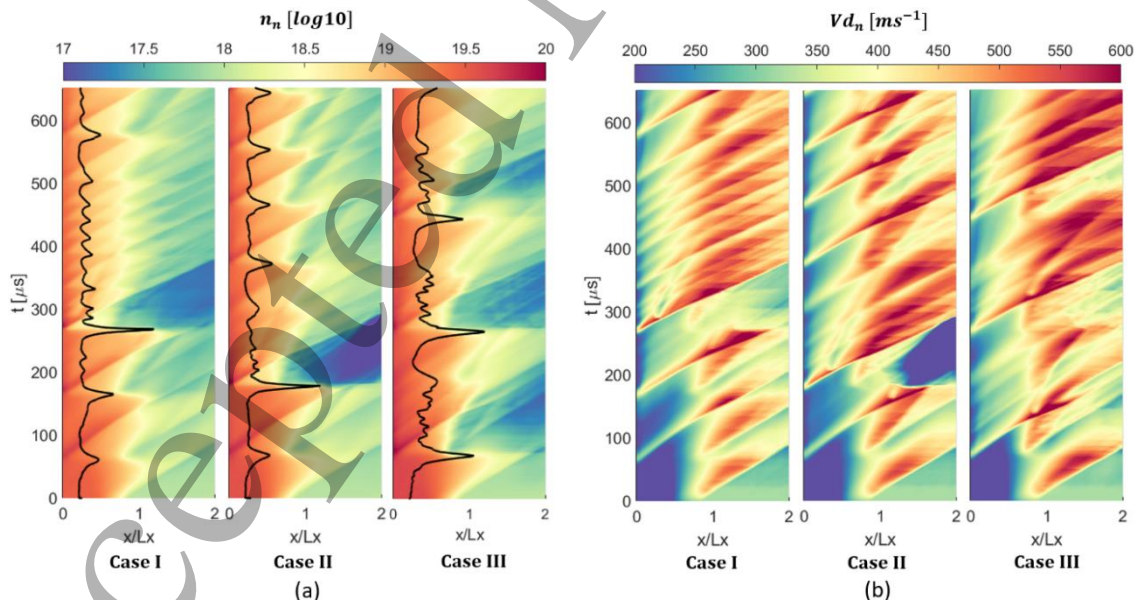 n_n [log10]
17 17.5 18 18.5 19 19.5 20
600
500
400
300
200
100
0
t [μs]
0 1 2
x/Lx
Case I
0 1 2
x/Lx
Case II
0 1 2
x/Lx
Case III
(a)
Vd_n [ms⁻¹]
200 250 300 340 400 450 500 550 600
600
500
400
300
200
100
0
t [μs]
0 1 2
x/Lx
Case I
0 1 2
x/Lx
Case II
0 1 2
x/Lx
Case III
(b)
cepted